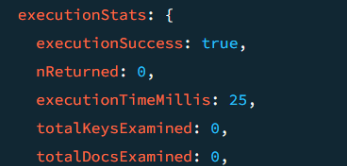 executionStats: {
executionSuccess: true,
nReturned: 0,
executionTimeMillis: 25,
totalKeysExamined: 0,
totalDocsExamined: 0,